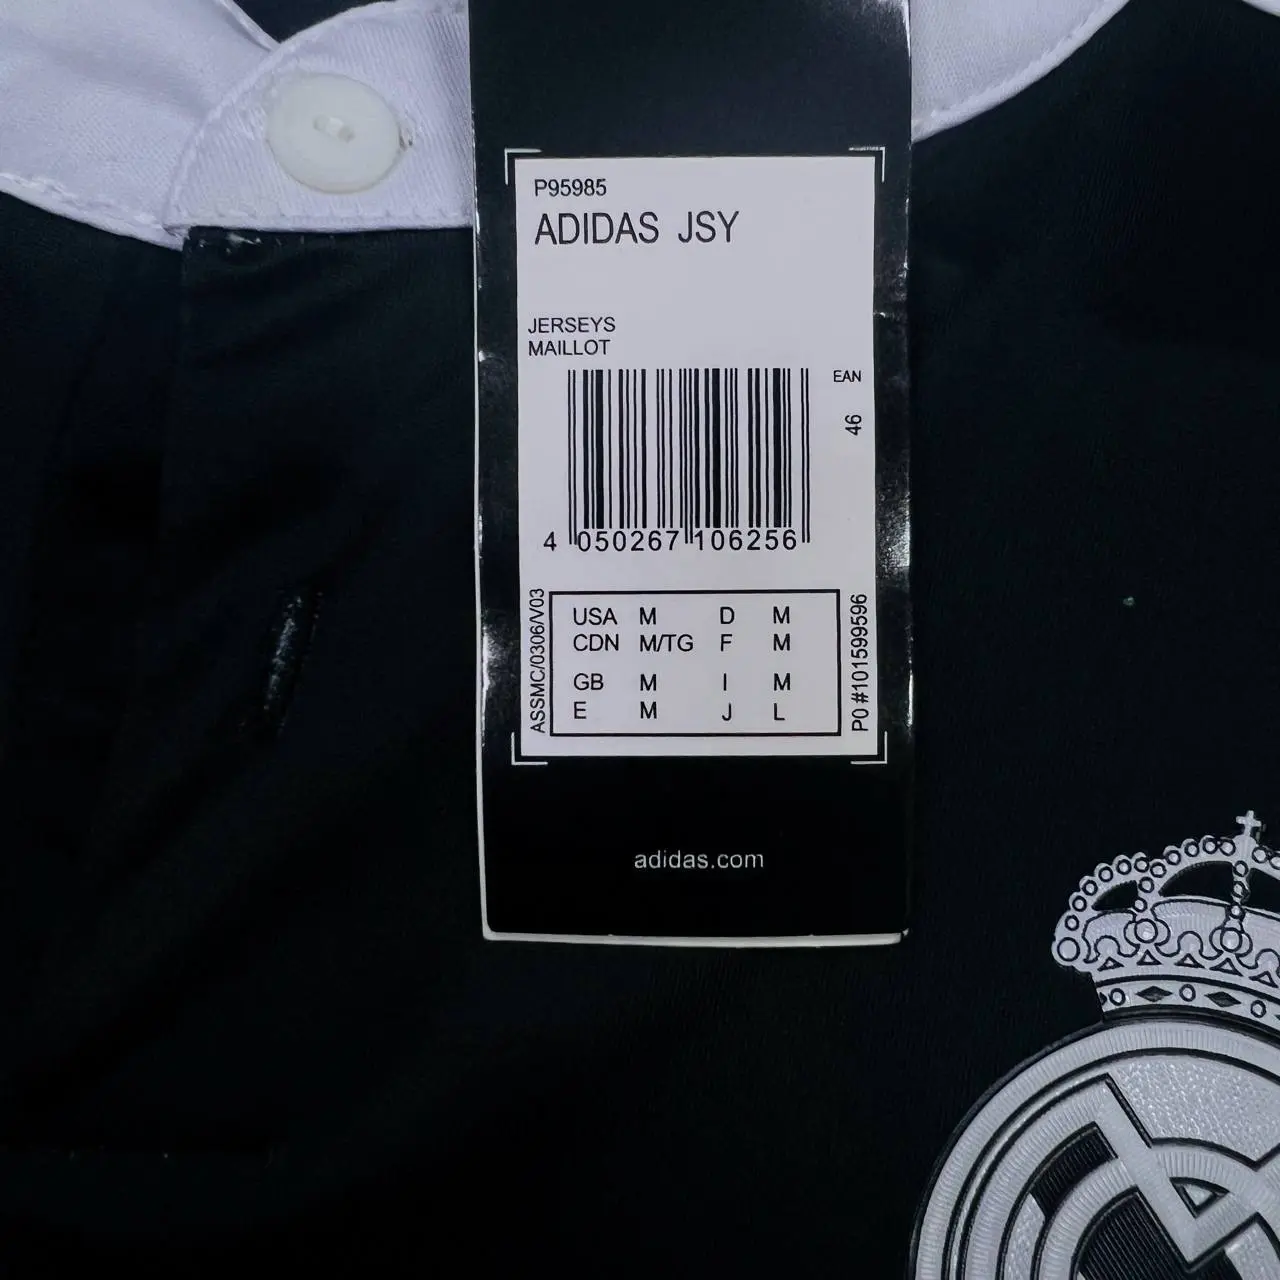 P95985
ADIDAS JSY
JERSEYS
MAILLOT
EAN
46
4 050267 106256
ASSMC/0306/V03
USA M D M
CDN M/TG F M
GB M I M
E M J L
P0 #101599596
adidas.com